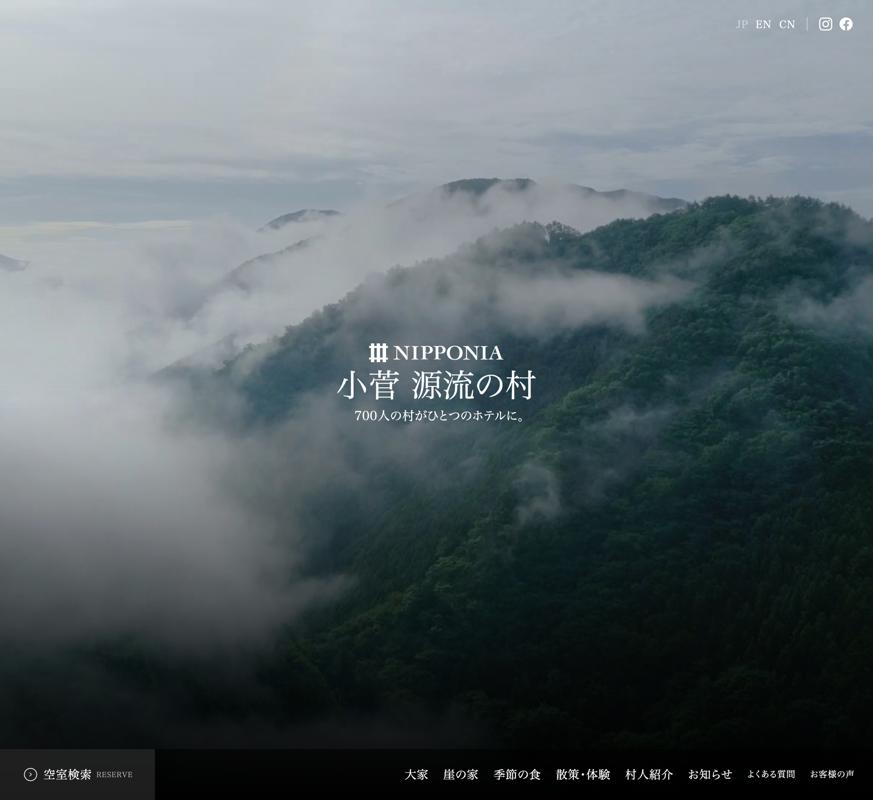 JP EN CN
NIPPONIA
小菅 源流の村
700人の村がひとつのホテルに。
空室検索 RESERVE
大家 崖の家 季節の食 散策・体験 村人紹介 お知らせ よくある質問 お客様の声